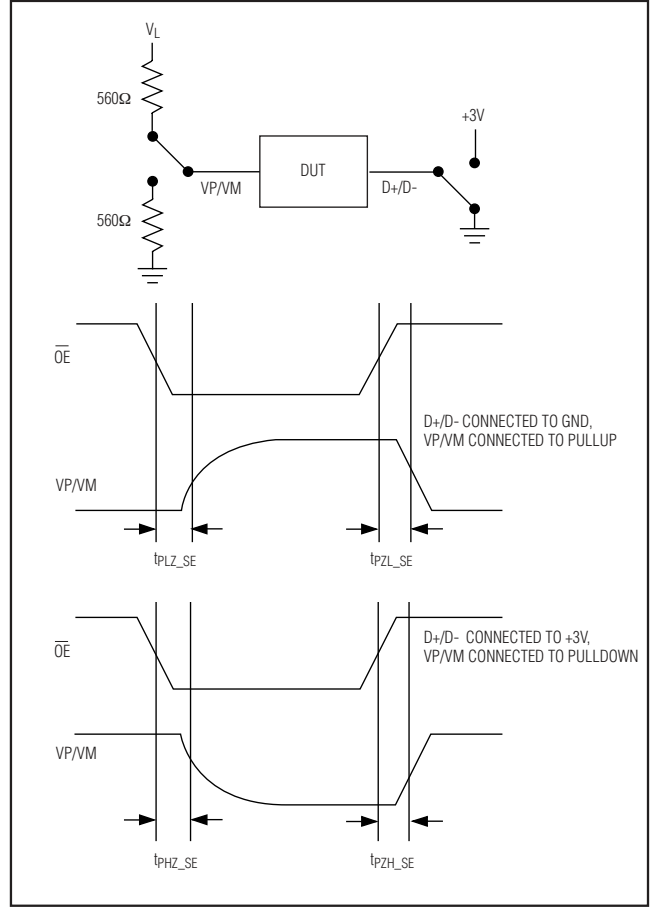 VL
560Ω
+3V
DUT
VP/VM
D+/D-
560Ω
OE
D+/D- CONNECTED TO GND,
VP/VM CONNECTED TO PULLUP
VP/VM
tPLZ_SE
tPZL_SE
OE
D+/D- CONNECTED TO +3V,
VP/VM CONNECTED TO PULLDOWN
VP/VM
tPHZ_SE
tPZH_SE